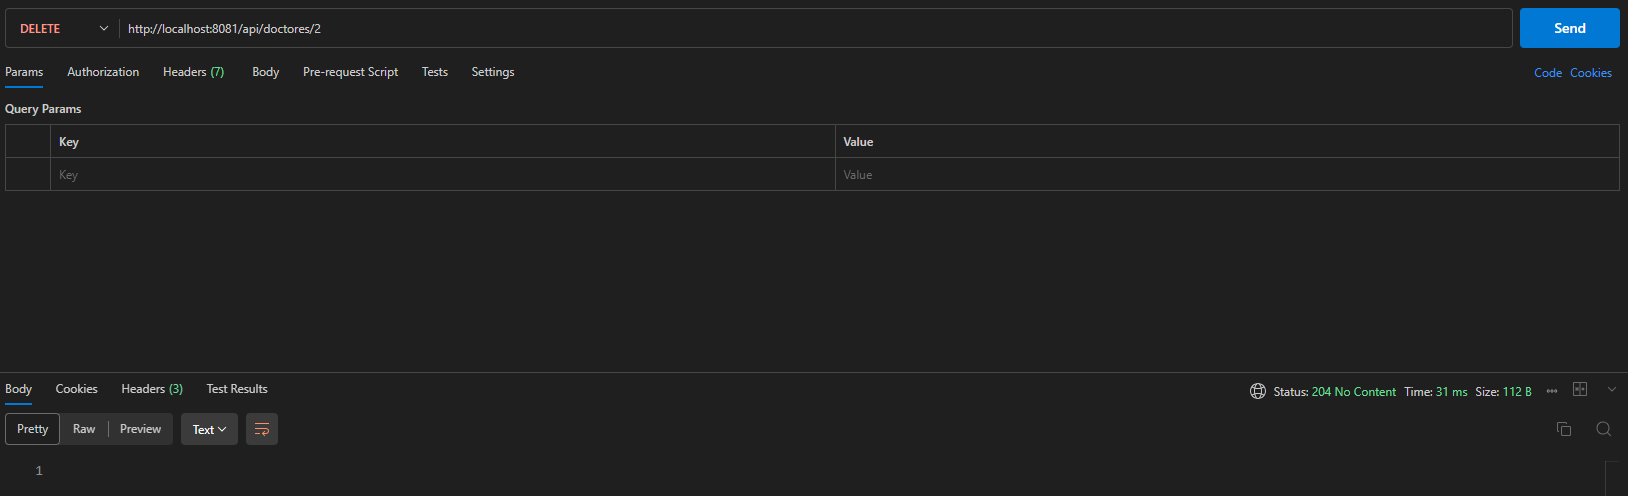 DELETE http://localhost:8081/api/doctores/2 Send
Params Authorization Headers (7) Body Pre-request Script Tests Settings Code Cookies
Query Params
Key Value
Key Value
Body Cookies Headers (3) Test Results Status: 204 No Content Time: 31 ms Size: 112 B
Pretty Raw Preview Text
1